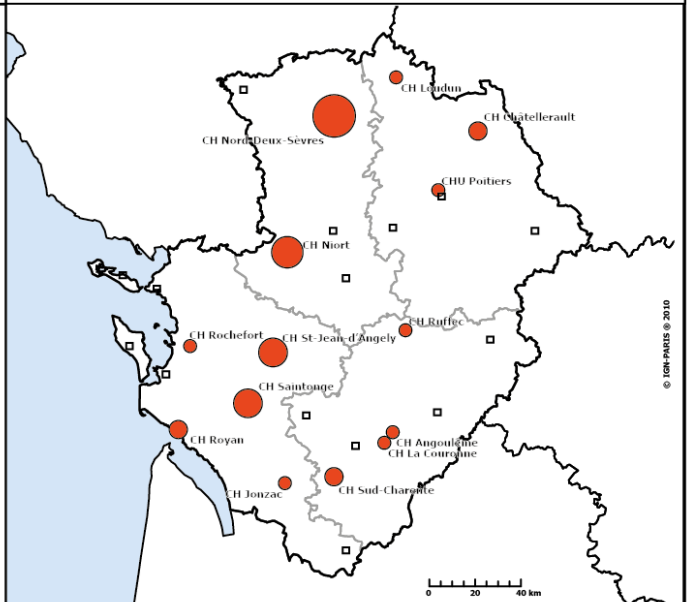 CH Loudun
CH Châtellerault
CH Nord-Deux-Sèvres
CHU Poitiers
CH Niort
CH Ruffec
CH Rochefort
CH St-Jean-d'Angely
CH Saintonge
CH Royan
CH Angoulême
CH La Couronne
CH Jonzac
CH Sud-Charente
© IGN-PARIS ® 2010
0 20 40 km